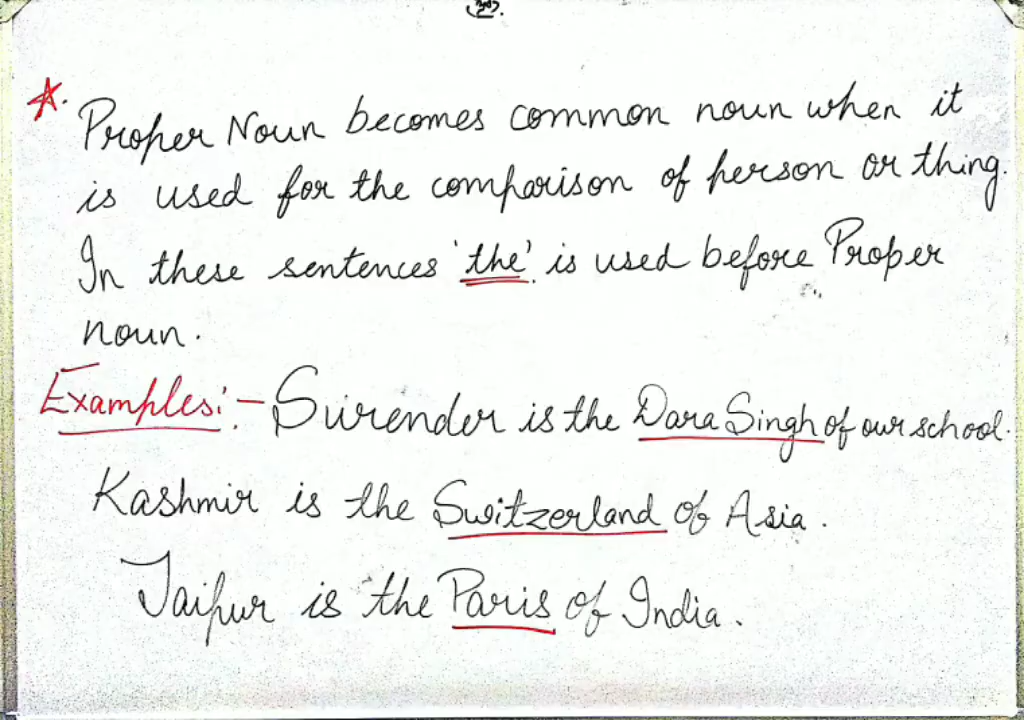 ★. Proper Noun becomes common noun when it
is used for the comparison of person or thing.
In these sentences 'the' is used before Proper
noun.
Examples:- Surender is the Dara Singh of our school.
Kashmir is the Switzerland of Asia.
Jaipur is the Paris of India.